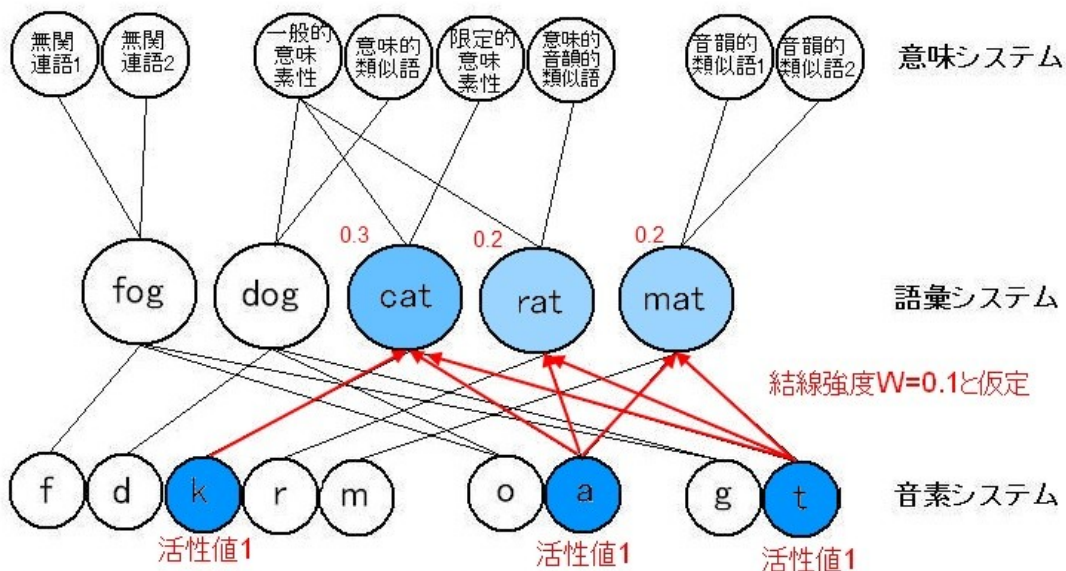 無関
連語1
無関
連語2
一般的
意味
素性
意味的
類似語
限定的
意味
素性
意味的
音韻的
類似語
音韻的
類似語1
音韻的
類似語2
意味システム
0.3
0.2
0.2
fog
dog
cat
rat
mat
語彙システム
結線強度W=0.1と仮定
f
d
k
r
m
o
a
g
t
音素システム
活性値1
活性値1
活性値1